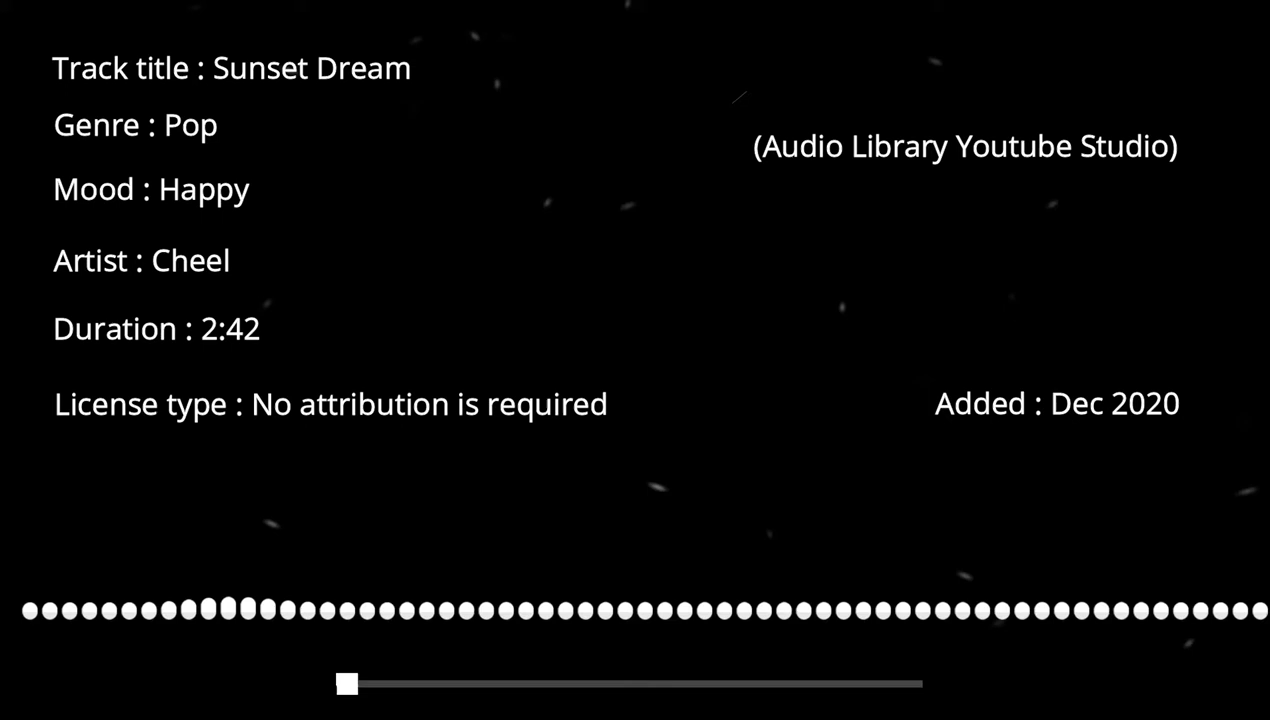 Track title : Sunset Dream
Genre : Pop
(Audio Library Youtube Studio)
Mood : Happy
Artist : Cheel
Duration : 2:42
License type : No attribution is required
Added : Dec 2020